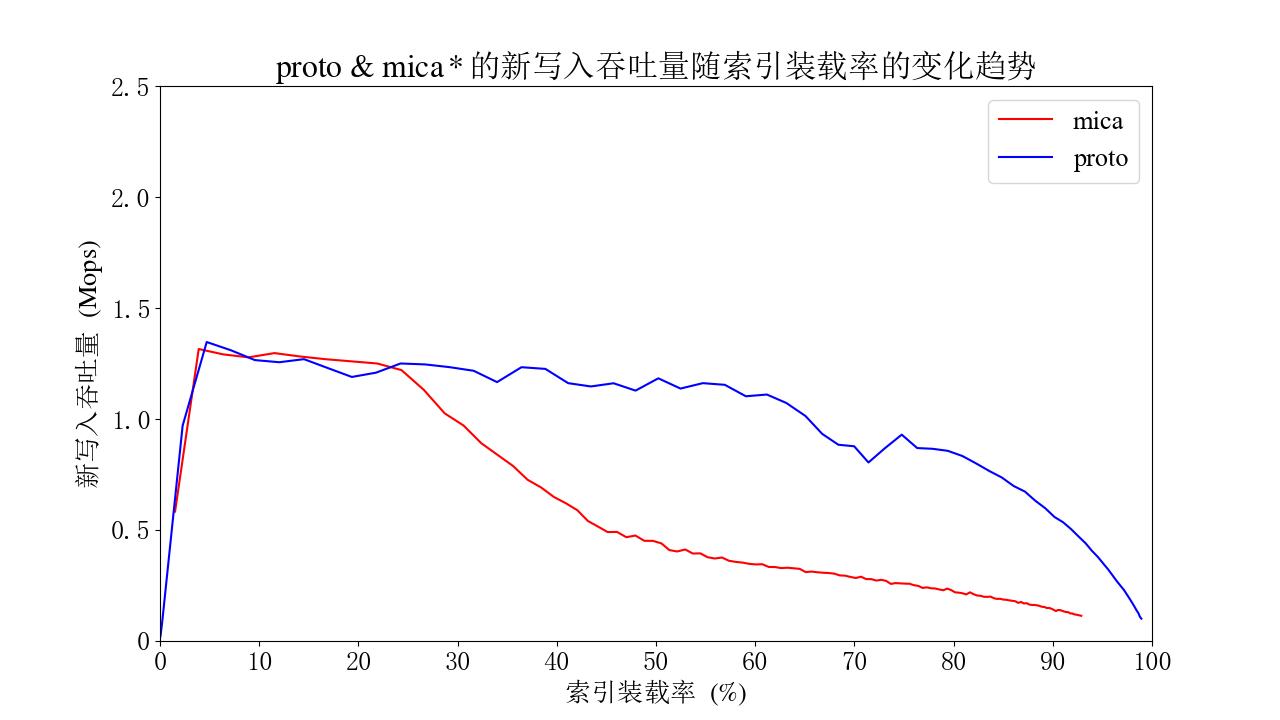 proto & mica * 的新写入吞吐量随索引装载率的变化趋势
mica
proto
新写入吞吐量 (Mops)
2.5
2.0
1.5
1.0
0.5
0
0 10 20 30 40 50 60 70 80 90 100
索引装载率 (%)